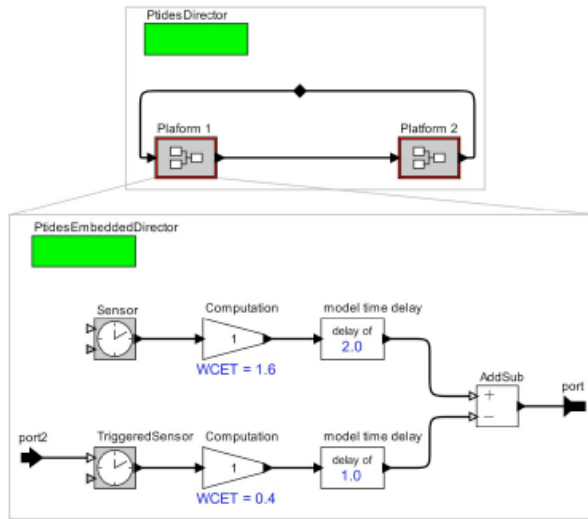 PtidesDirector
Plaform 1
Platform 2
PtidesEmbeddedDirector
Sensor
Computation
model time delay
1
delay of
2.0
WCET = 1.6
AddSub
port
+
−
port2
TriggeredSensor
Computation
model time delay
1
delay of
1.0
WCET = 0.4